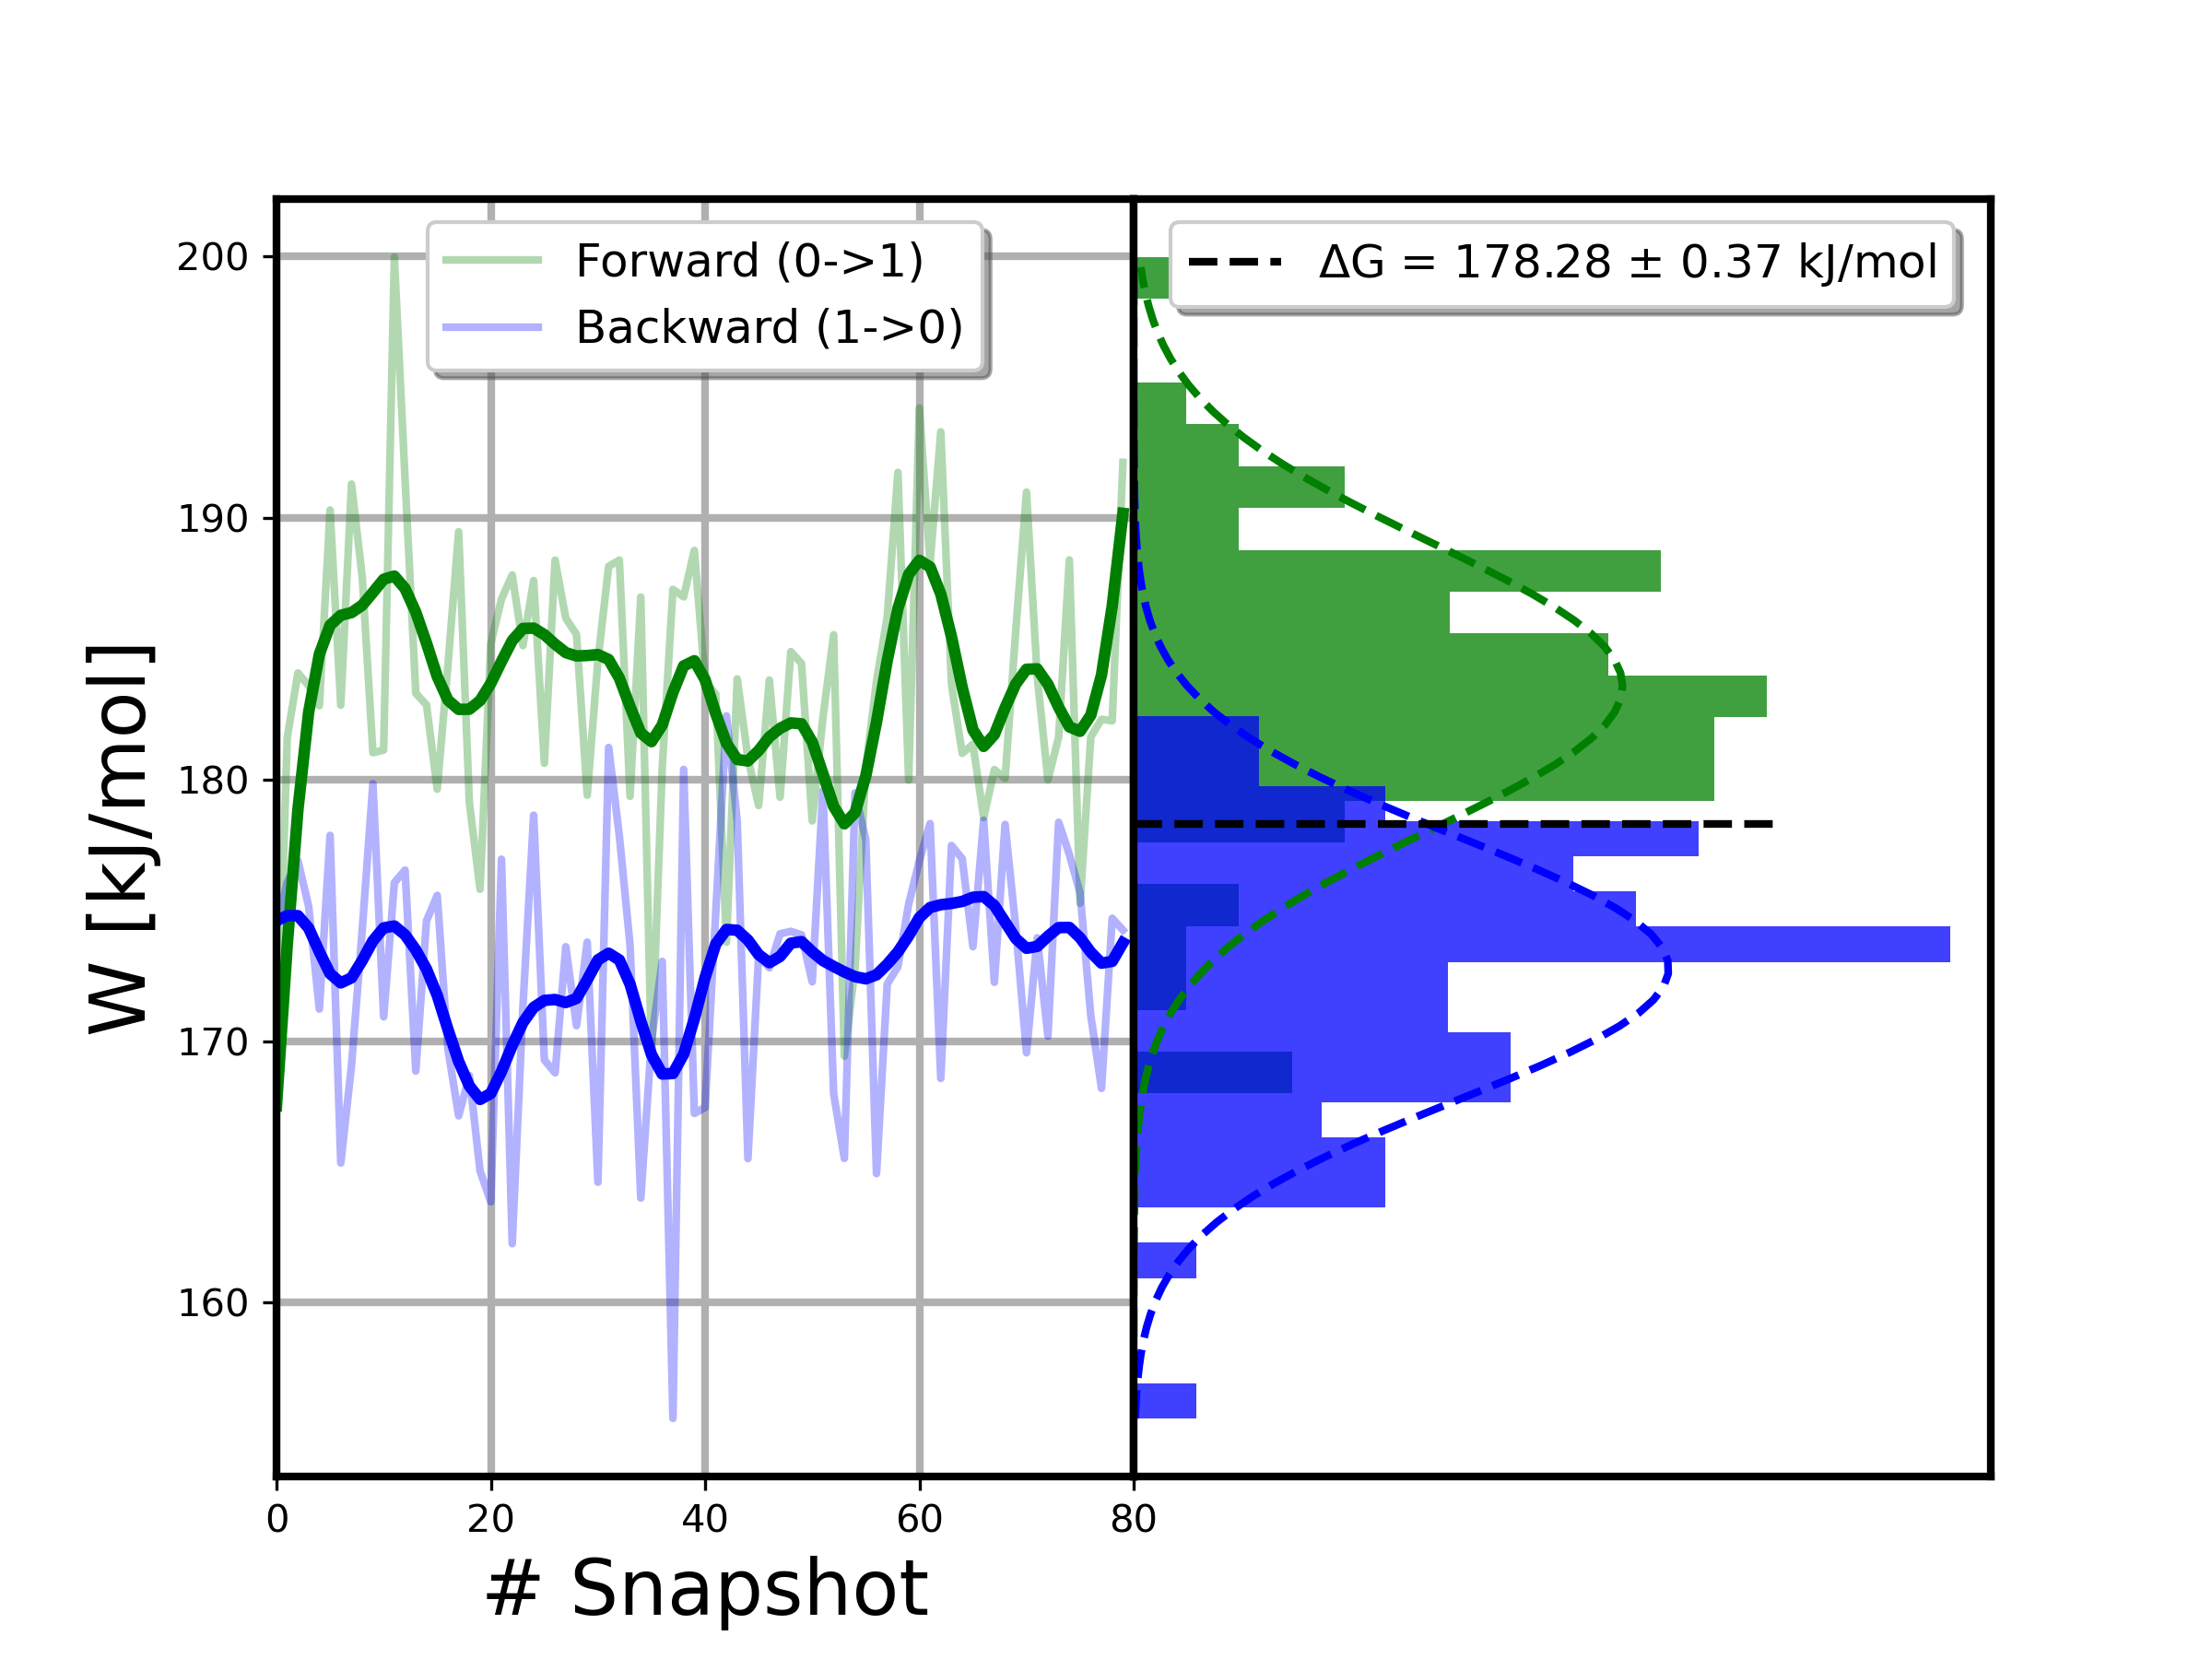 Forward (0->1)
Backward (1->0)
ΔG = 178.28 ± 0.37 kJ/mol
W [kJ/mol]
200
190
180
170
160
0 20 40 60 80
# Snapshot